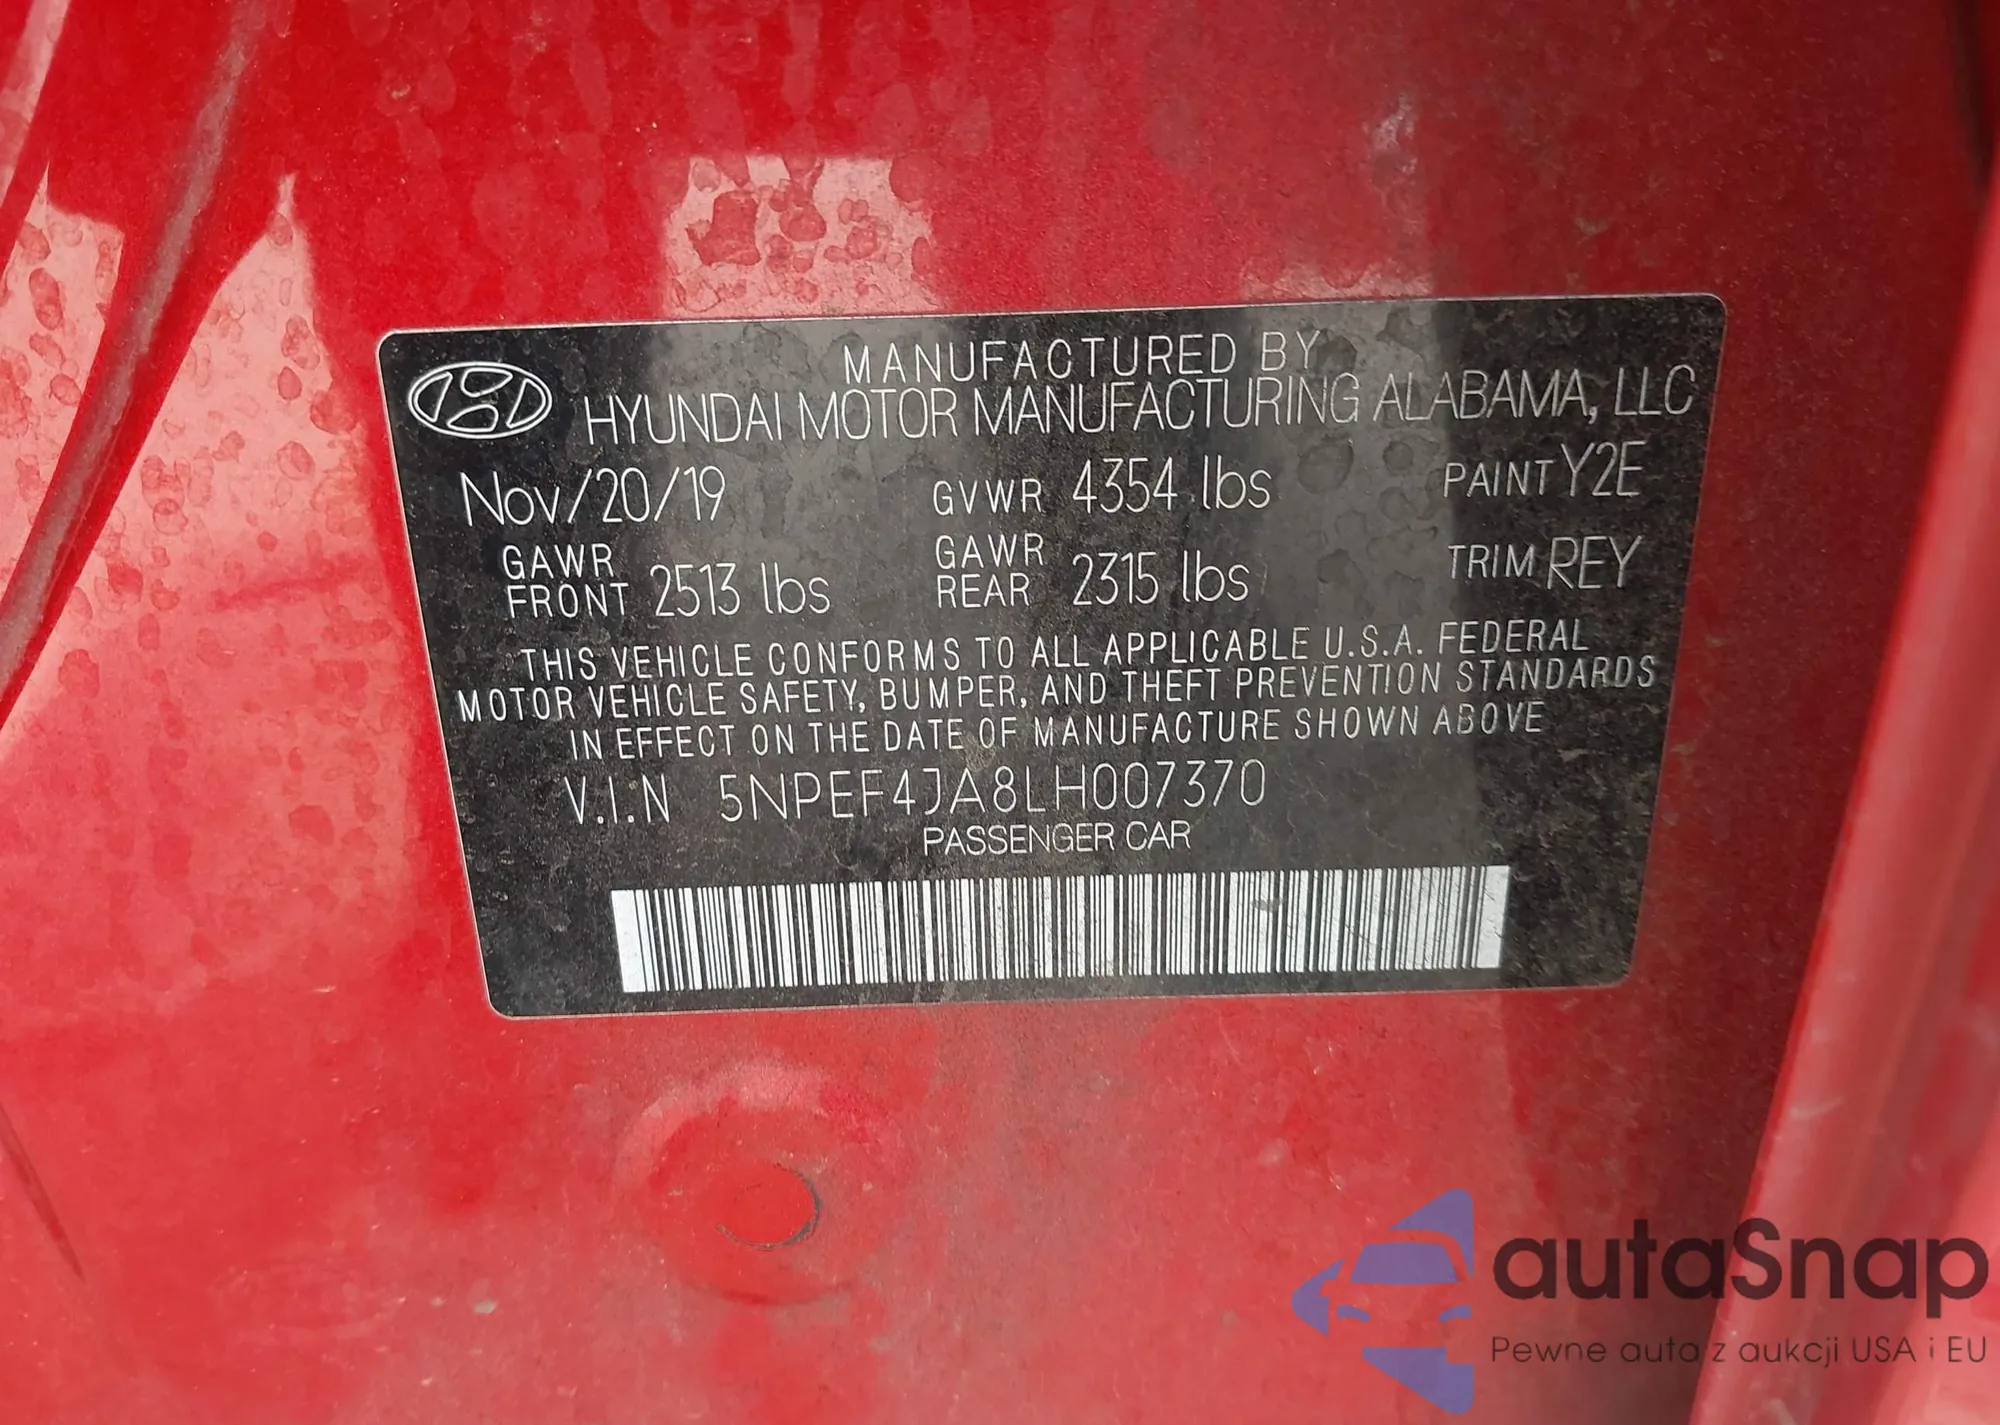 MANUFACTURED BY
HYUNDAI MOTOR MANUFACTURING ALABAMA, LLC
Nov/20/19 GVWR 4354 lbs PAINT Y2E
GAWR FRONT 2513 lbs GAWR REAR 2315 lbs TRIM REY
THIS VEHICLE CONFORMS TO ALL APPLICABLE U.S.A. FEDERAL
MOTOR VEHICLE SAFETY, BUMPER, AND THEFT PREVENTION STANDARDS
IN EFFECT ON THE DATE OF MANUFACTURE SHOWN ABOVE
V.I.N 5NPEF4JA8LH007370
PASSENGER CAR
autaSnap
Pewne auta z aukcji USA i EU